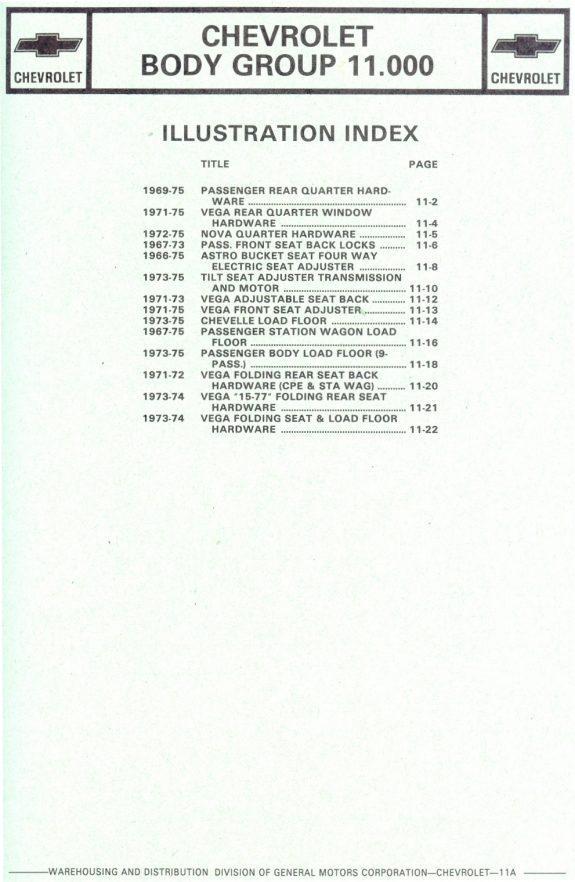 CHEVROLET
BODY GROUP 11.000
CHEVROLET
CHEVROLET
ILLUSTRATION INDEX
TITLE PAGE
1969-75 PASSENGER REAR QUARTER HARD-
WARE ........ 11-2
1971-75 VEGA REAR QUARTER WINDOW
HARDWARE ........ 11-4
1972-75 NOVA QUARTER HARDWARE ........ 11-5
1967-73 PASS. FRONT SEAT BACK LOCKS ........ 11-6
1966-75 ASTRO BUCKET SEAT FOUR WAY
ELECTRIC SEAT ADJUSTER ........ 11-8
1973-75 TILT SEAT ADJUSTER TRANSMISSION
AND MOTOR ........ 11-10
1971-73 VEGA ADJUSTABLE SEAT BACK ........ 11-12
1971-75 VEGA FRONT SEAT ADJUSTER ........ 11-13
1973-75 CHEVELLE LOAD FLOOR ........ 11-14
1967-75 PASSENGER STATION WAGON LOAD
FLOOR ........ 11-16
1973-75 PASSENGER BODY LOAD FLOOR (9-
PASS.) ........ 11-18
1971-72 VEGA FOLDING REAR SEAT BACK
HARDWARE (CPE & STA WAG) ........ 11-20
1973-74 VEGA "15-77" FOLDING REAR SEAT
HARDWARE ........ 11-21
1973-74 VEGA FOLDING SEAT & LOAD FLOOR
HARDWARE ........ 11-22
WAREHOUSING AND DISTRIBUTION DIVISION OF GENERAL MOTORS CORPORATION—CHEVROLET—11A